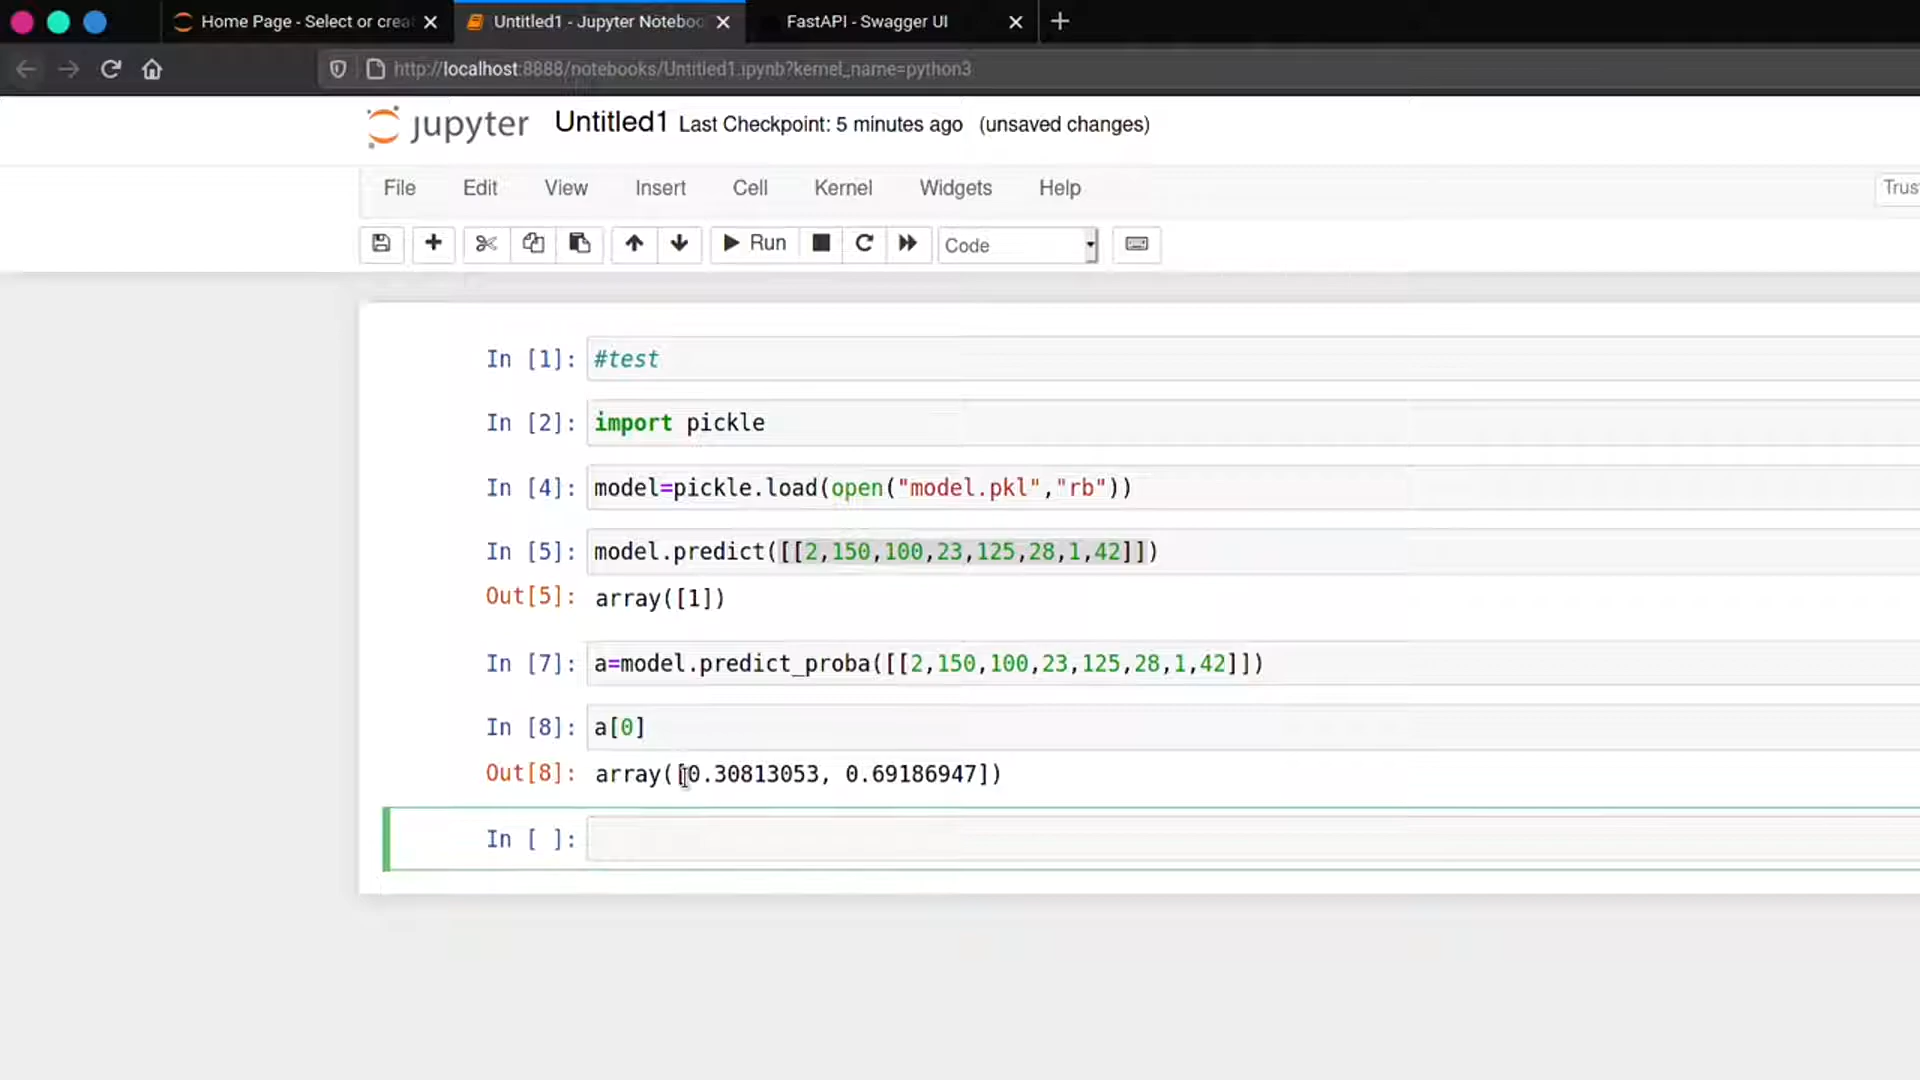 Home Page - Select or crea
Untitled1 - Jupyter Noteboo
FastAPI - Swagger UI
http://localhost:8888/notebooks/Untitled1.ipynb?kernel_name=python3
jupyter Untitled1 Last Checkpoint: 5 minutes ago (unsaved changes)
File Edit View Insert Cell Kernel Widgets Help Trus
Run Code
In [1]: #test
In [2]: import pickle
In [4]: model=pickle.load(open("model.pkl","rb"))
In [5]: model.predict([[2,150,100,23,125,28,1,42]])
Out[5]: array([1])
In [7]: a=model.predict_proba([[2,150,100,23,125,28,1,42]])
In [8]: a[0]
Out[8]: array([0.30813053, 0.69186947])
In [ ]: